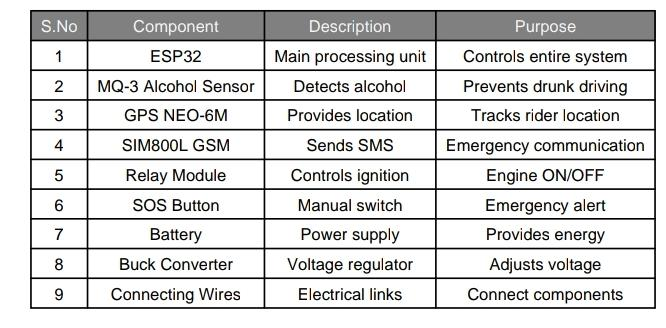 S.No Component Description Purpose
1 ESP32 Main processing unit Controls entire system
2 MQ-3 Alcohol Sensor Detects alcohol Prevents drunk driving
3 GPS NEO-6M Provides location Tracks rider location
4 SIM800L GSM Sends SMS Emergency communication
5 Relay Module Controls ignition Engine ON/OFF
6 SOS Button Manual switch Emergency alert
7 Battery Power supply Provides energy
8 Buck Converter Voltage regulator Adjusts voltage
9 Connecting Wires Electrical links Connect components